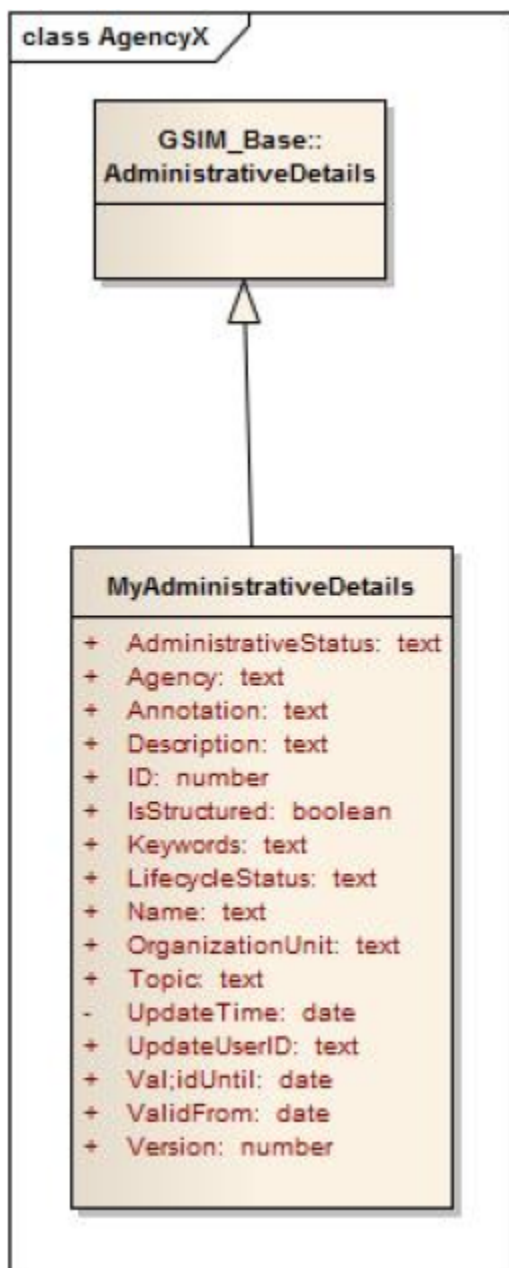 class AgencyX
GSIM_Base::
AdministrativeDetails
MyAdministrativeDetails
+ AdministrativeStatus: text
+ Agency: text
+ Annotation: text
+ Description: text
+ ID: number
+ IsStructured: boolean
+ Keywords: text
+ LifecycleStatus: text
+ Name: text
+ OrganizationUnit: text
+ Topic: text
- UpdateTime: date
+ UpdateUserID: text
+ Val;idUntil: date
+ ValidFrom: date
+ Version: number